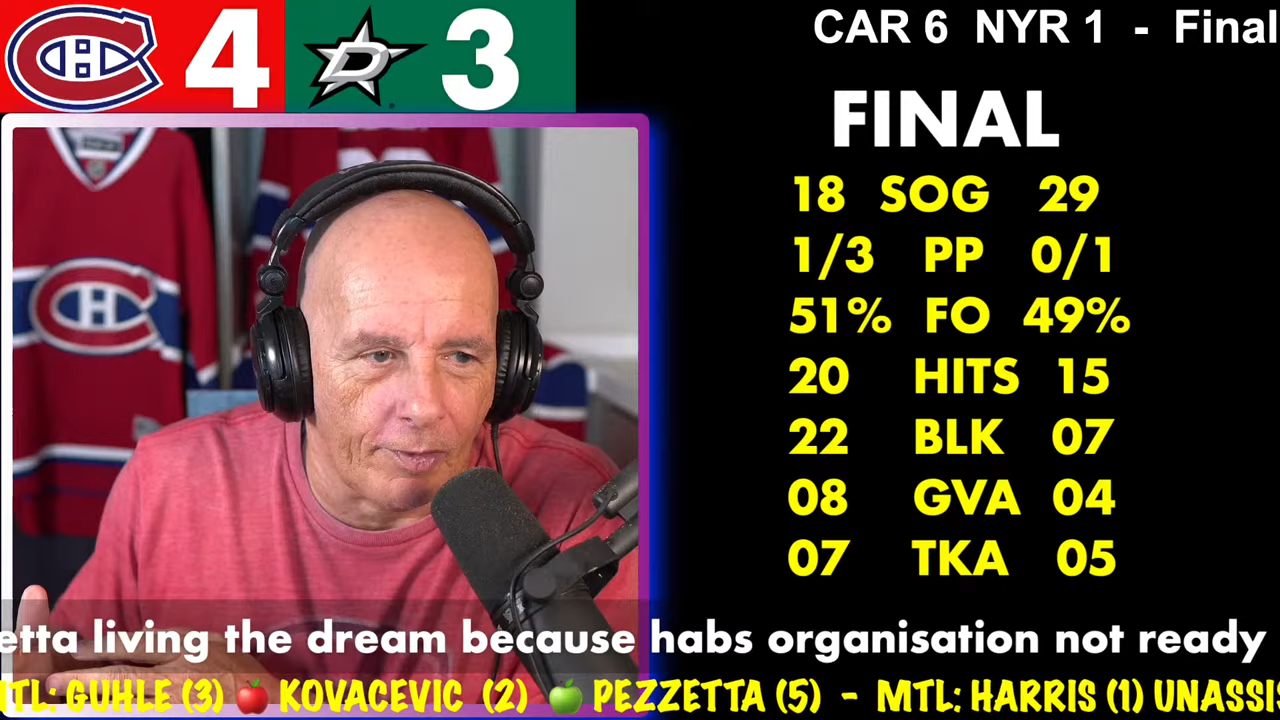 4 D 3
CAR 6 NYR 1 - Final
FINAL
18 SOG 29
1/3 PP 0/1
51% FO 49%
20 HITS 15
22 BLK 07
08 GVA 04
07 TKA 05
etta living the dream because habs organisation not ready
MTL: GUHLE (3) 🍎 KOVACEVIC (2) 🍏 PEZZETTA (5) - MTL: HARRIS (1) UNASSIS